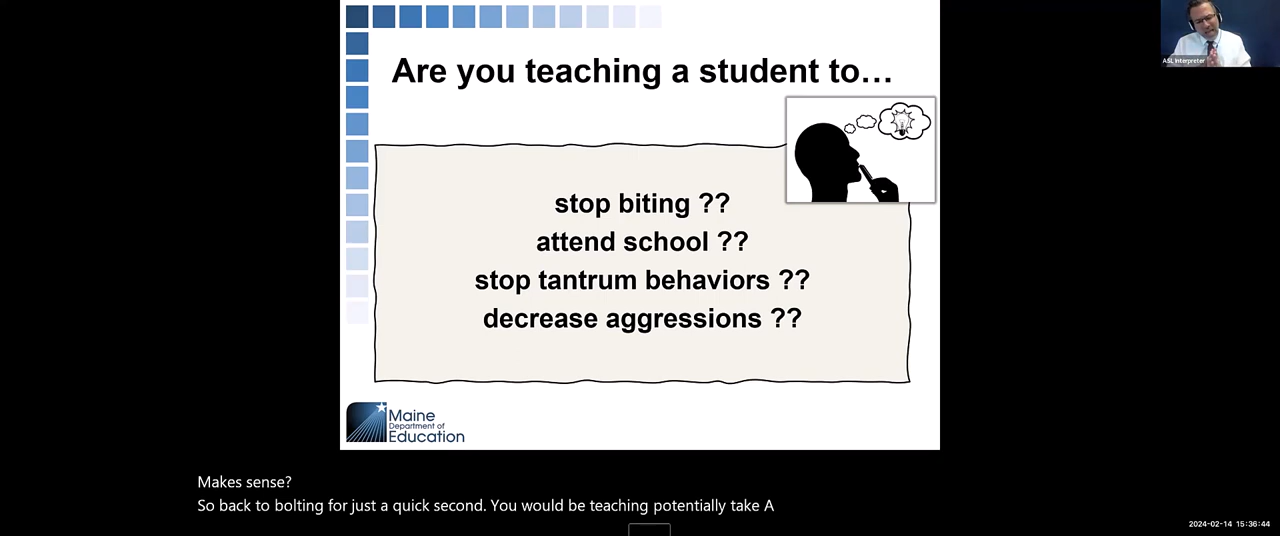 Are you teaching a student to…
stop biting ??
attend school ??
stop tantrum behaviors ??
decrease aggressions ??
Maine
Department of
Education
ASL Interpreter
Makes sense?
So back to bolting for just a quick second. You would be teaching potentially take A
2024-02-14 15:36:44